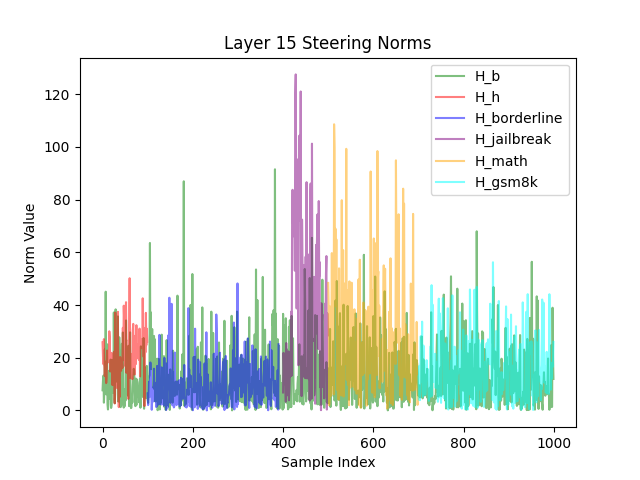 Layer 15 Steering Norms
H_b
H_h
H_borderline
H_jailbreak
H_math
H_gsm8k
Norm Value
120
100
80
60
40
20
0
0 200 400 600 800 1000
Sample Index